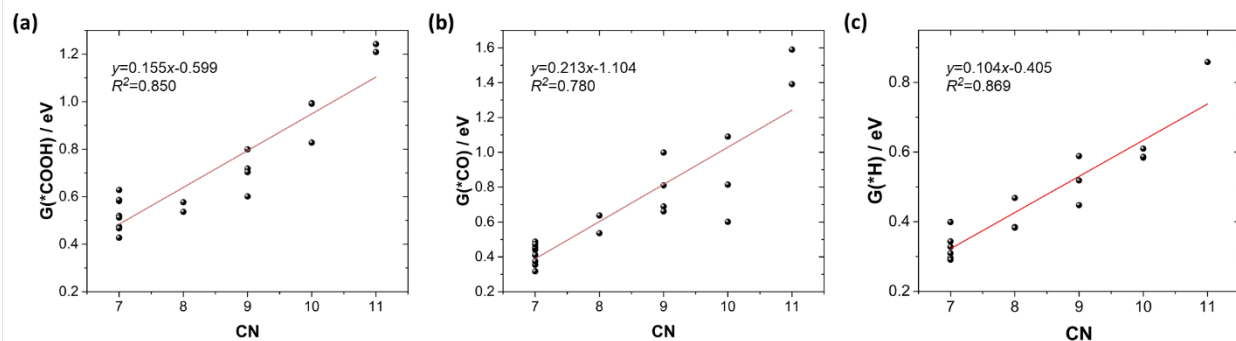 (a)
y=0.155x-0.599
R²=0.850
G(*COOH) / eV
1.2
1.0
0.8
0.6
0.4
0.2
7 8 9 10 11
CN
(b)
y=0.213x-1.104
R²=0.780
G(*CO) / eV
1.6
1.4
1.2
1.0
0.8
0.6
0.4
0.2
7 8 9 10 11
CN
(c)
y=0.104x-0.405
R²=0.869
G(*H) / eV
0.8
0.6
0.4
0.2
7 8 9 10 11
CN